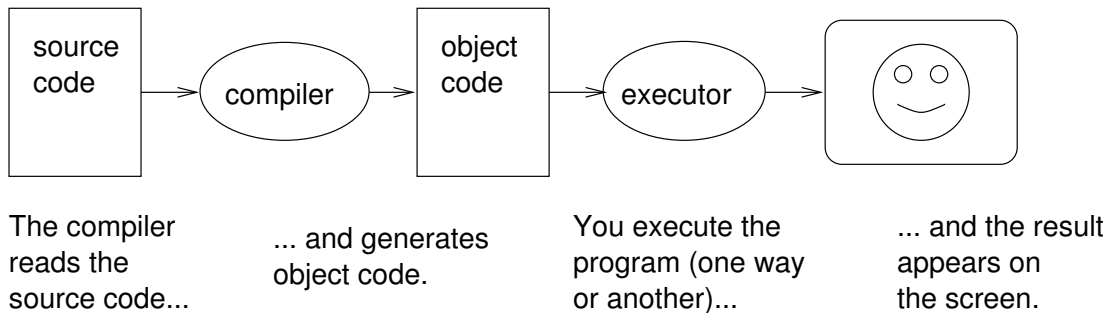 source
code
compiler
object
code
executor
The compiler
reads the
source code...
... and generates
object code.
You execute the
program (one way
or another)...
... and the result
appears on
the screen.